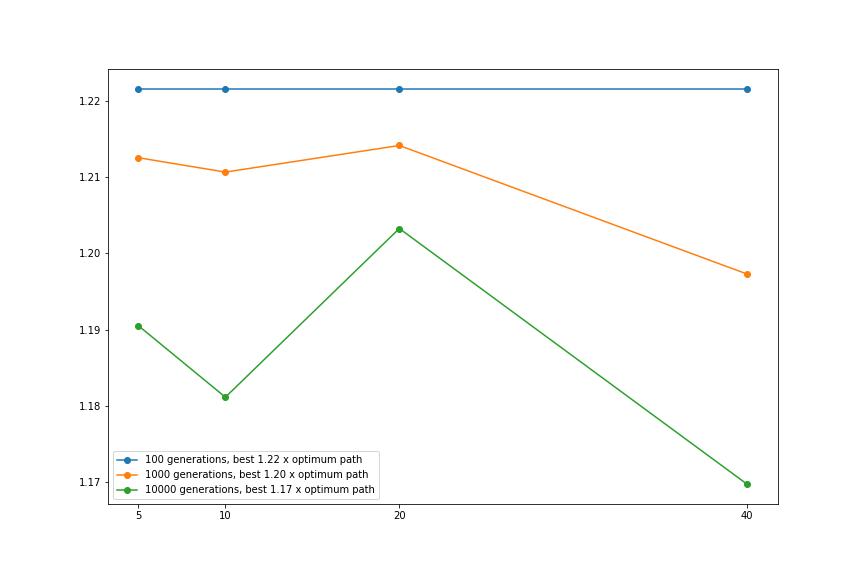 1.22
1.21
1.20
1.19
1.18
1.17
100 generations, best 1.22 x optimum path
1000 generations, best 1.20 x optimum path
10000 generations, best 1.17 x optimum path
5 10 20 40